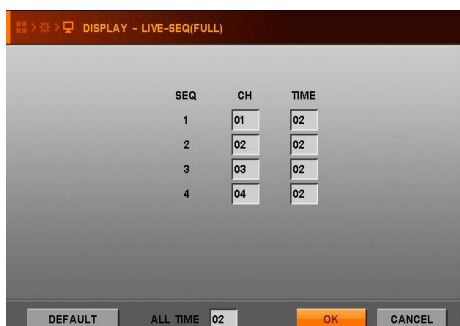 DISPLAY - LIVE-SEQ(FULL)
SEQ CH TIME
1 01 02
2 02 02
3 03 02
4 04 02
DEFAULT ALL TIME 02 OK CANCEL